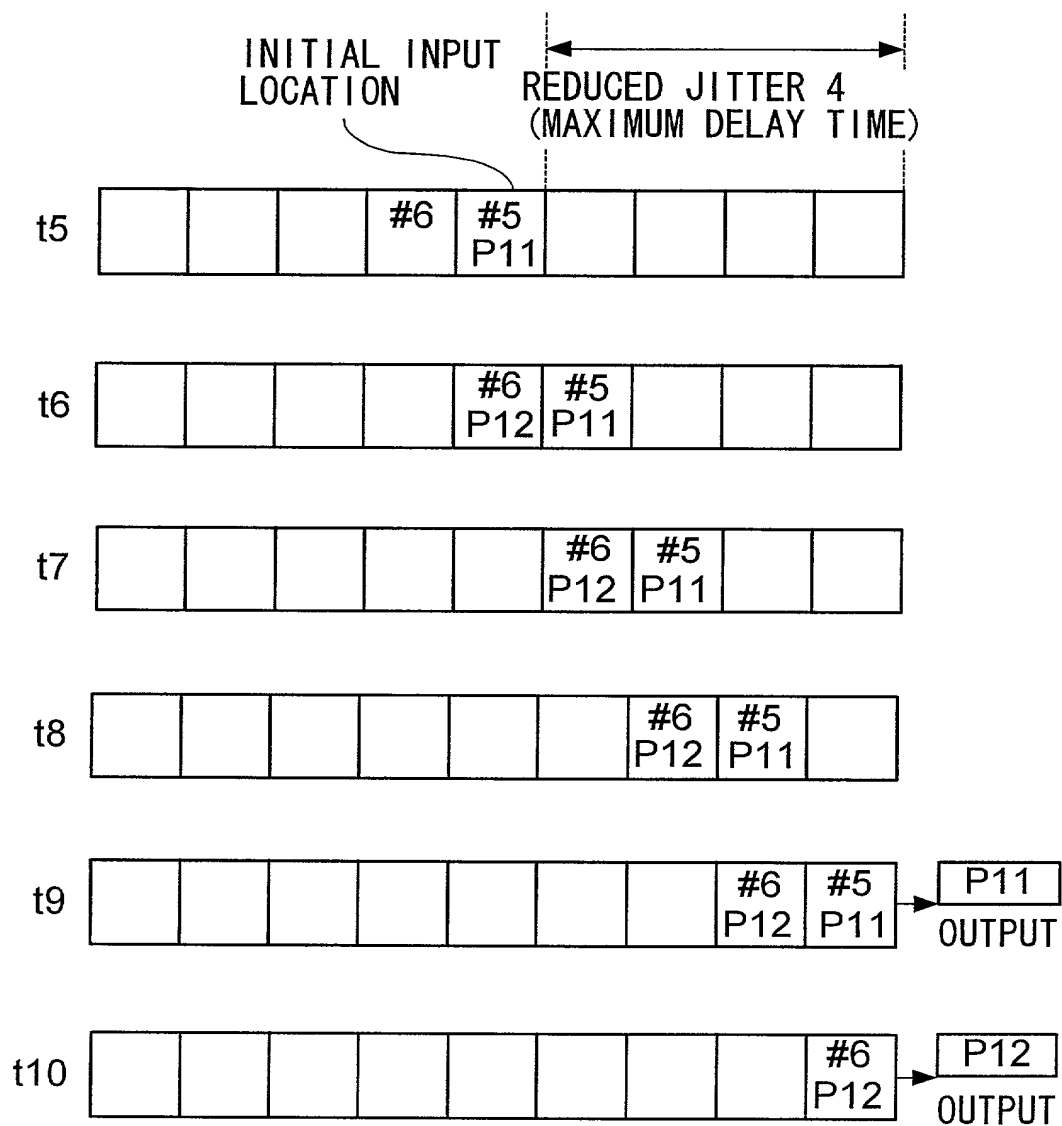 INITIAL INPUT
LOCATION
REDUCED JITTER 4
(MAXIMUM DELAY TIME)
t5
#6
#5
P11
t6
#6
P12
#5
P11
t7
#6
P12
#5
P11
t8
#6
P12
#5
P11
t9
#6
P12
#5
P11
P11
OUTPUT
t10
#6
P12
P12
OUTPUT